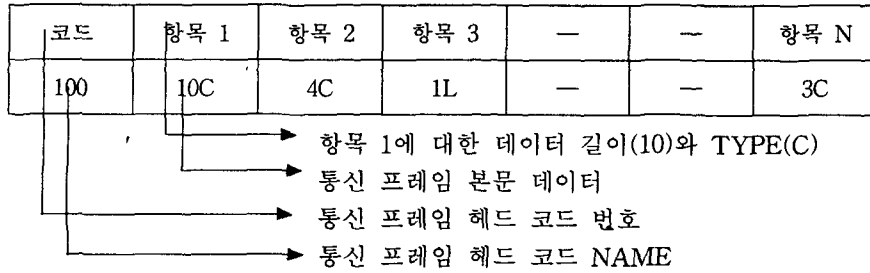 코드 항목 1 항목 2 항목 3 — — 항목 N
100 10C 4C 1L — — 3C
항목 1에 대한 데이터 길이(10)와 TYPE(C)
통신 프레임 본문 데이터
통신 프레임 헤드 코드 번호
통신 프레임 헤드 코드 NAME